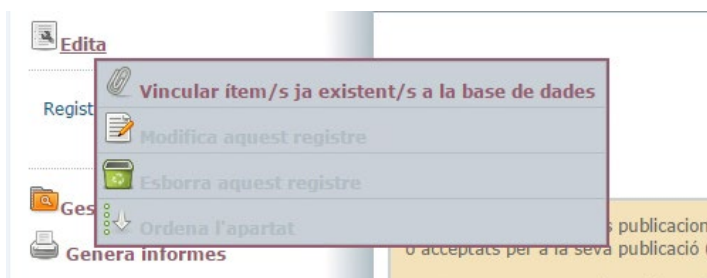 Edita
Vincular ítem/s ja existent/s a la base de dades
Regist
Modifica aquest registre
Esborra aquest registre
Ges
Ordena l'apartat
s publicacion
Genera informes
o acceptats per a la seva publicació (